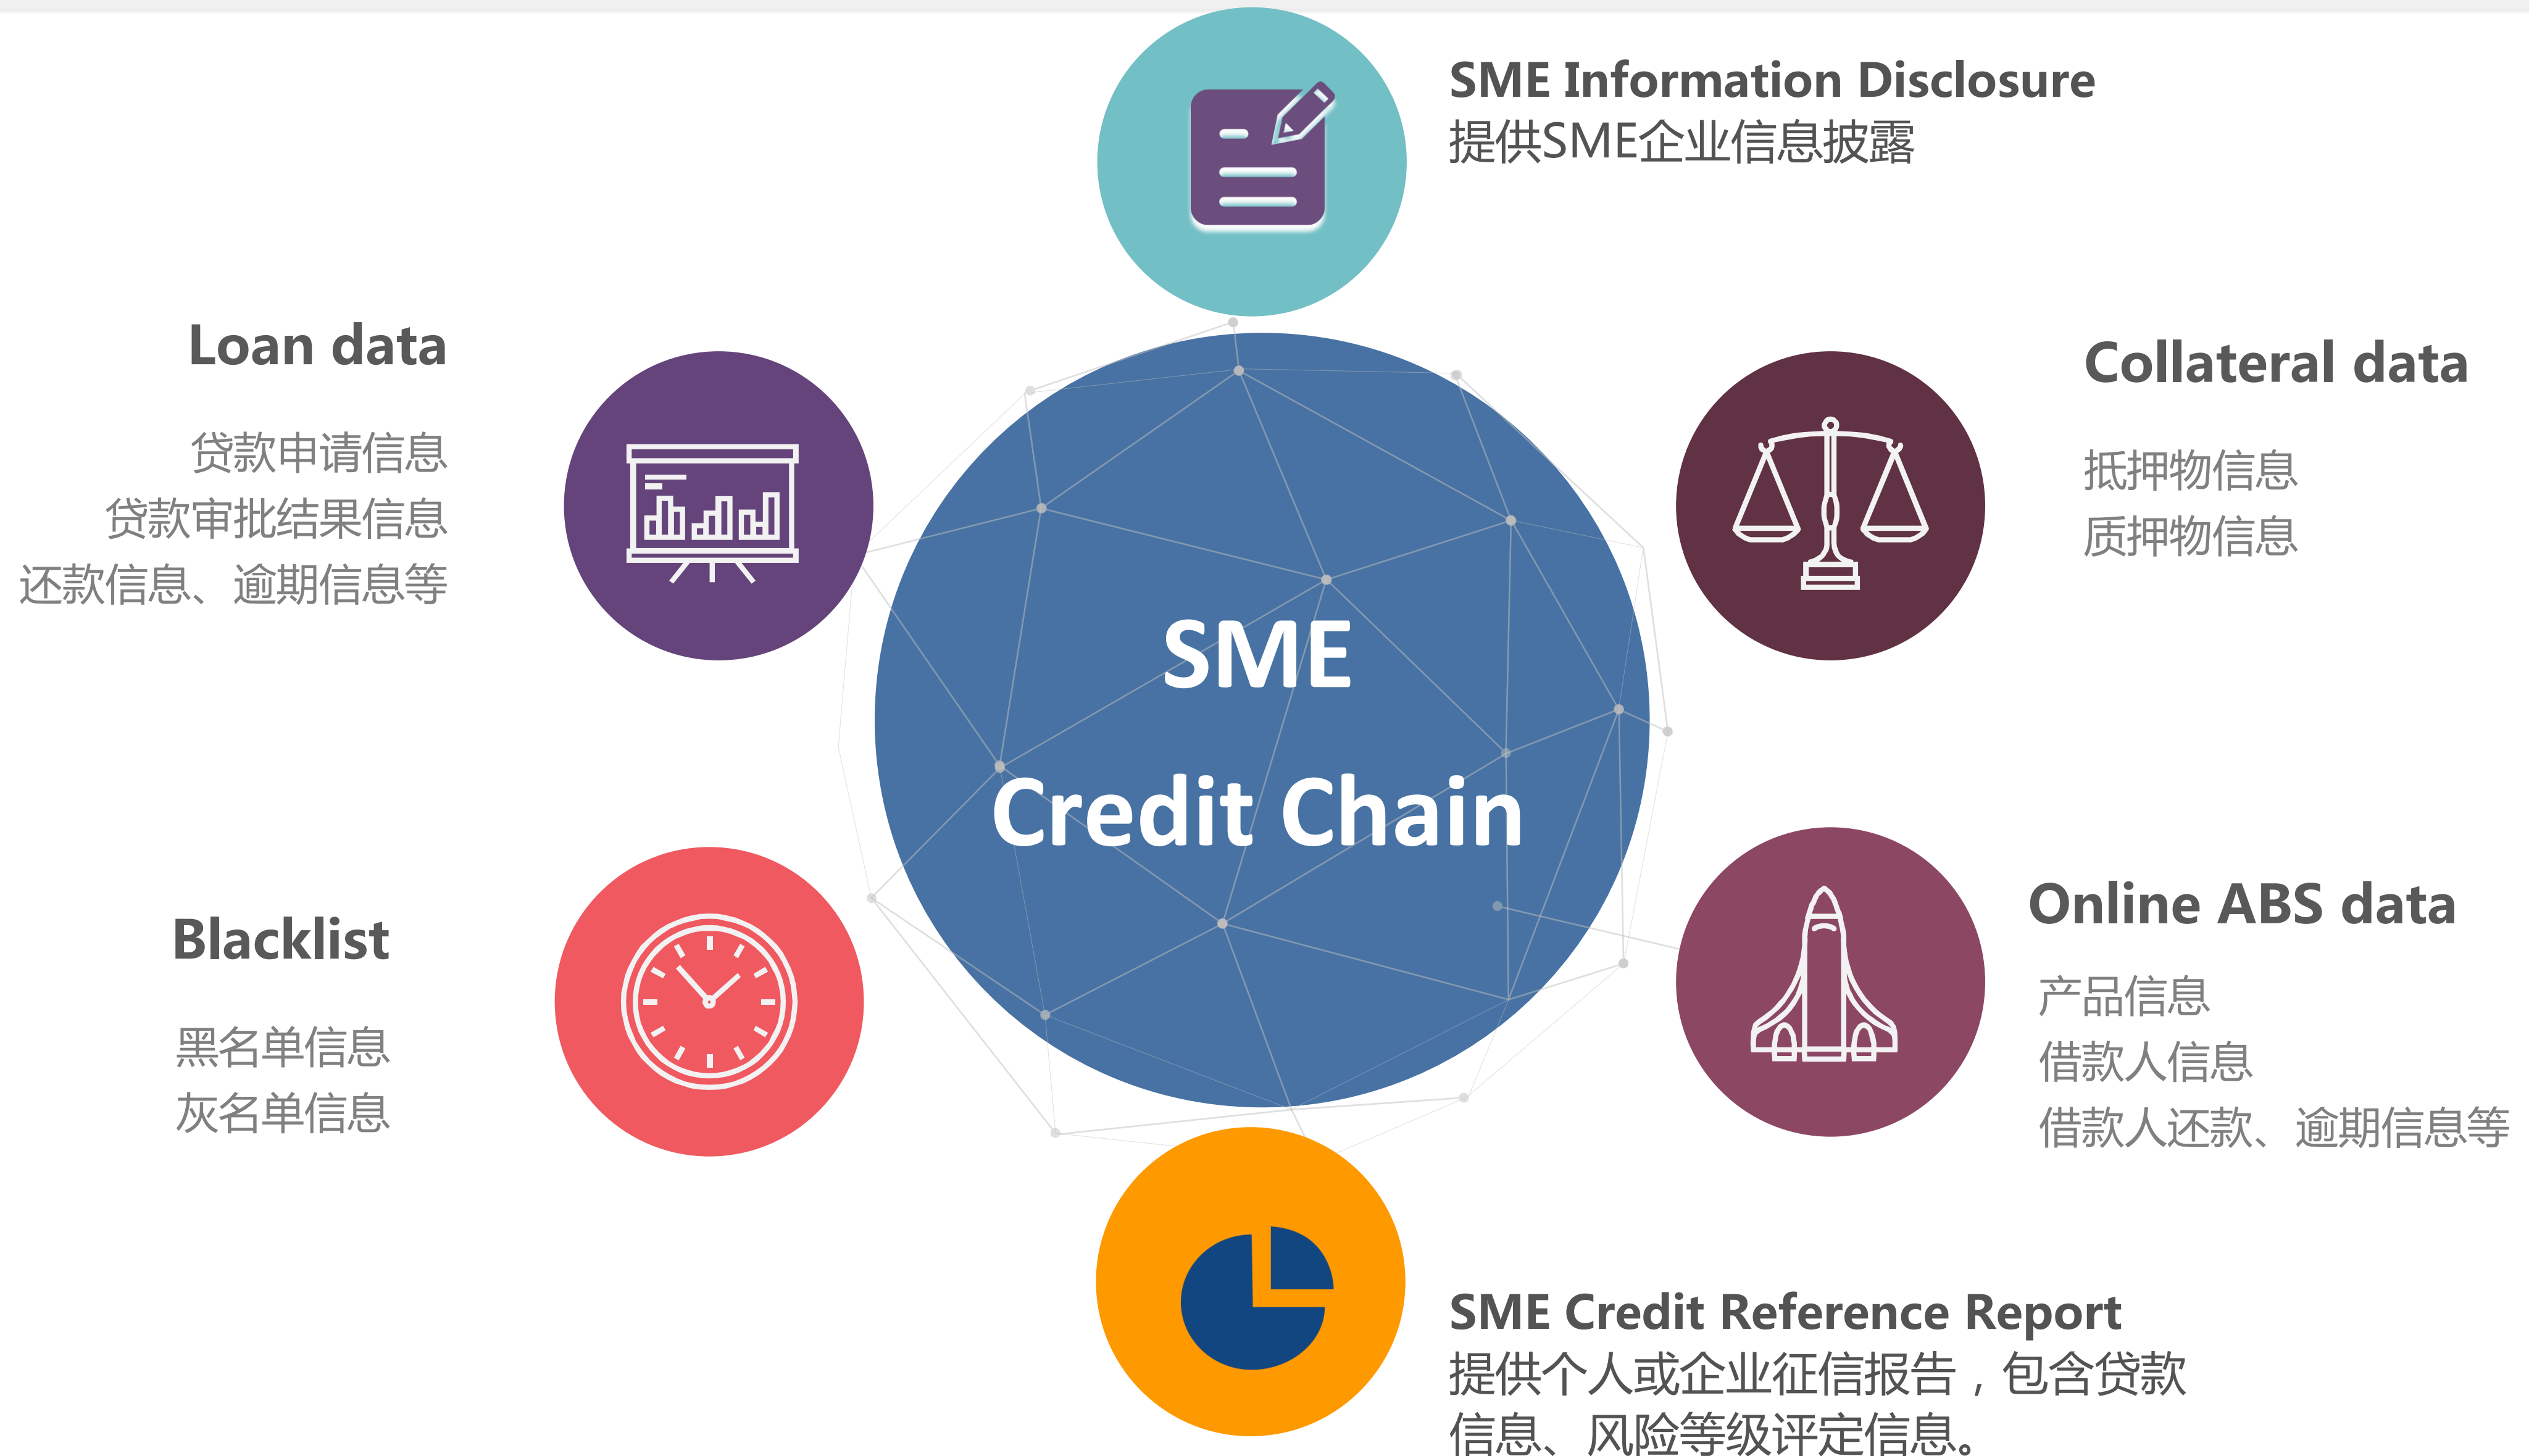 SME Information Disclosure
提供SME企业信息披露
Loan data
贷款申请信息
贷款审批结果信息
还款信息、逾期信息等
Collateral data
抵押物信息
质押物信息
SME
Credit Chain
Blacklist
黑名单信息
灰名单信息
Online ABS data
产品信息
借款人信息
借款人还款、逾期信息等
SME Credit Reference Report
提供个人或企业征信报告，包含贷款
信息、风险等级评定信息。